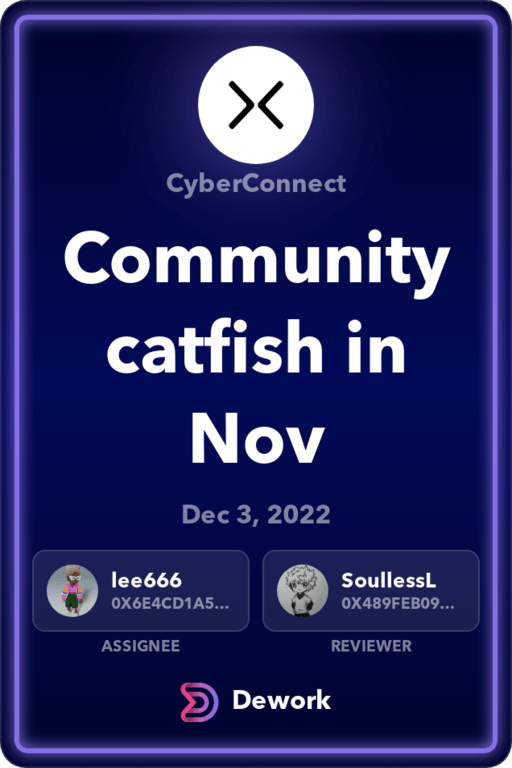 CyberConnect
Community
catfish in
Nov
Dec 3, 2022
lee666
0X6E4CD1A5...
ASSIGNEE
SoullessL
0X489FEB09...
REVIEWER
Dework